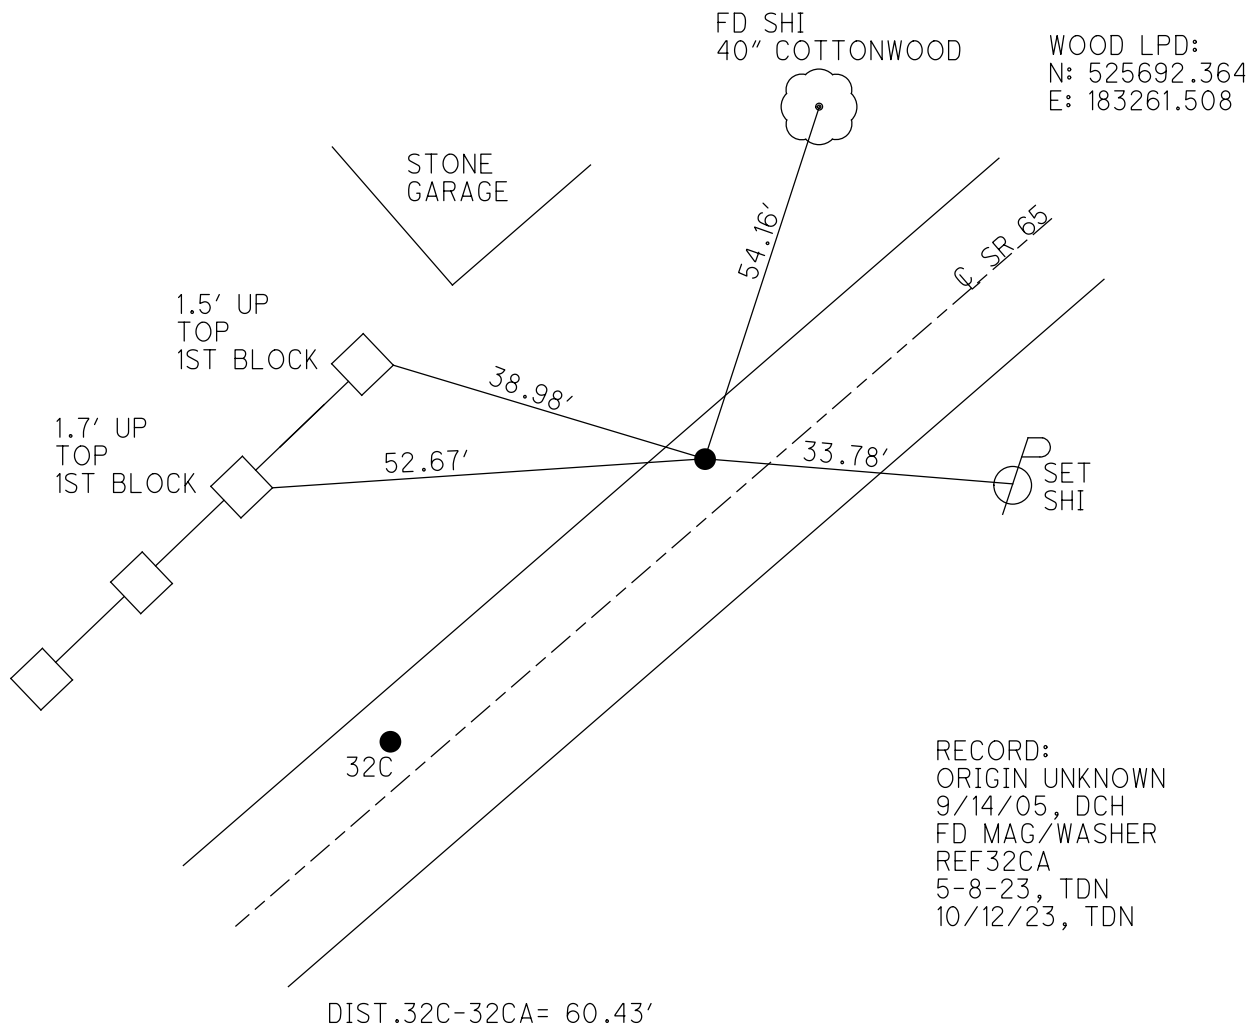 FD SHI
40" COTTONWOOD
WOOD LPD:
N: 525692.364
E: 183261.508
STONE
GARAGE
54.16'
℄ SR 65
1.5' UP
TOP
1ST BLOCK
38.98'
1.7' UP
TOP
1ST BLOCK
52.67'
33.78'
SET
SHI
32C
RECORD:
ORIGIN UNKNOWN
9/14/05, DCH
FD MAG/WASHER
REF32CA
5-8-23, TDN
10/12/23, TDN
DIST.32C-32CA= 60.43'